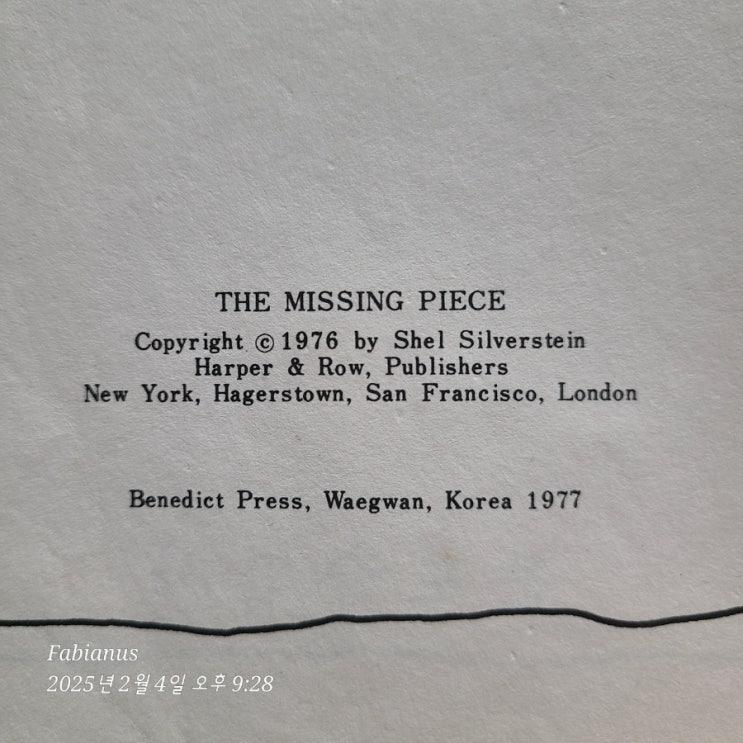 THE MISSING PIECE
Copyright ©1976 by Shel Silverstein
Harper & Row, Publishers
New York, Hagerstown, San Francisco, London
Benedict Press, Waegwan, Korea 1977
Fabianus
2025년 2월 4일 오후 9:28